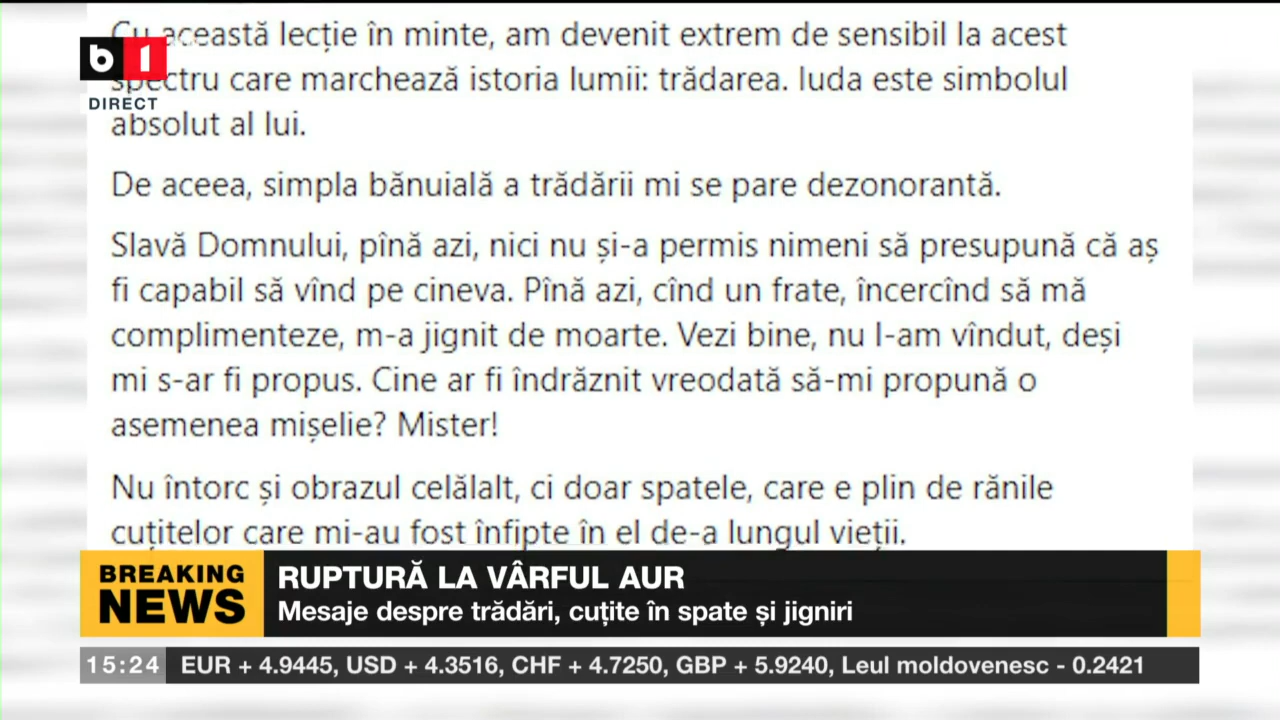 Cu această lecție în minte, am devenit extrem de sensibil la acest
spectru care marchează istoria lumii: trădarea. Iuda este simbolul
absolut al lui.
b1
DIRECT
De aceea, simpla bănuială a trădării mi se pare dezonorantă.
Slavă Domnului, pînă azi, nici nu și-a permis nimeni să presupună că aș
fi capabil să vînd pe cineva. Pînă azi, cînd un frate, încercînd să mă
complimenteze, m-a jignit de moarte. Vezi bine, nu l-am vîndut, deși
mi s-ar fi propus. Cine ar fi îndrăznit vreodată să-mi propună o
asemenea mișelie? Mister!
Nu întorc și obrazul celălalt, ci doar spatele, care e plin de rănile
cuțitelor care mi-au fost înfipte în el de-a lungul vieții.
BREAKING
NEWS
RUPTURĂ LA VÂRFUL AUR
Mesaje despre trădări, cuțite în spate și jigniri
15:24 EUR + 4.9445, USD + 4.3516, CHF + 4.7250, GBP + 5.9240, Leul moldovenesc - 0.2421